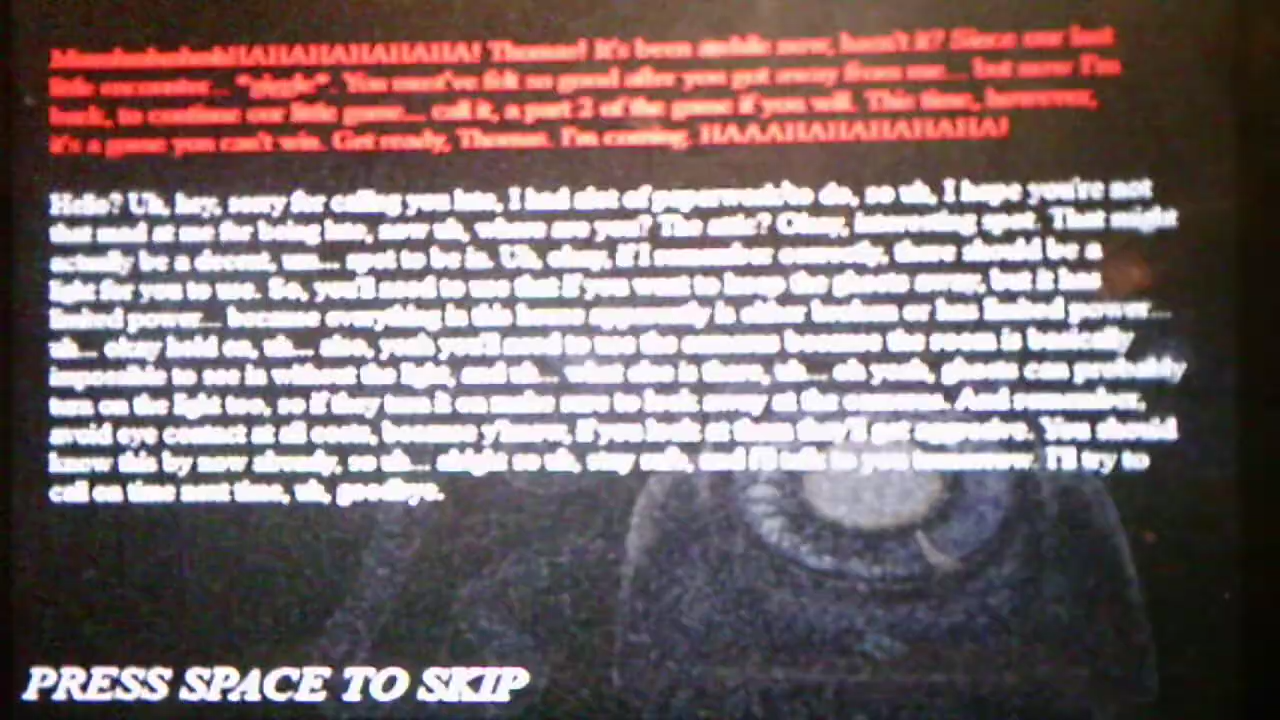 MuuahahahahHAHAHAHAHAHA! Thomas! It's been awhile now, hasn't it? Since our last
little encounter... *giggle*. You must've felt so good after you got away from me... but now I'm
back, to continue our little game... call it, a part 2 of the game if you will. This time, however,
it's a game you can't win. Get ready, Thomas. I'm coming. HAAAHAHAHAHAHA!
Hello? Uh, hey, sorry for calling you late, I had alot of paperwork to do, so uh, I hope you're not
that mad at me for being late, now uh, where are you? The attic? Okay, interesting spot. That might
actually be a decent, um... spot to be in. Uh, okay, if I remember correctly, there should be a
light for you to use. So, you'll need to use that if you want to keep the ghosts away, but it has
limited power... because everything in this house apparently is either broken or has limited power...
uh... okay hold on, uh... also, yeah you'll need to use the cameras because the room is basically
impossible to see in without the light, and uh... what else is there, uh... oh yeah, ghosts can probably
turn on the light too, so if they turn it on make sure to look away at the cameras. And remember,
avoid eye contact at all costs, because y'know, if you look at them they'll get aggressive. You should
know this by now already, so uh... alright so uh, stay safe, and I'll talk to you tomorrow. I'll try to
call on time next time, uh, goodbye.
PRESS SPACE TO SKIP